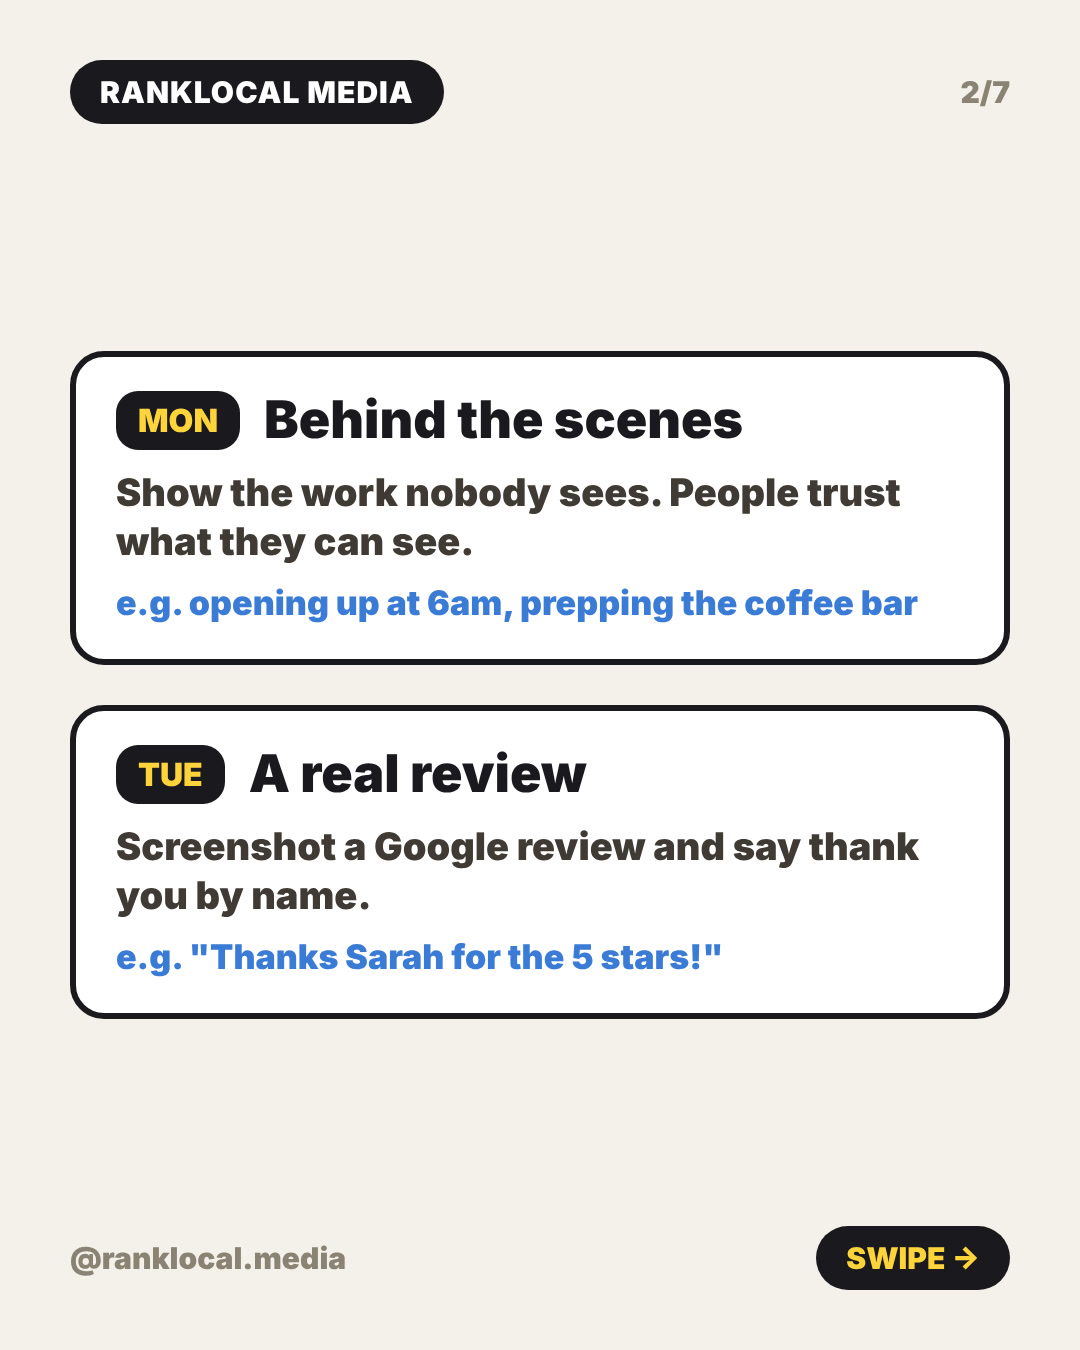 RANKLOCAL MEDIA
2/7
MON Behind the scenes
Show the work nobody sees. People trust
what they can see.
e.g. opening up at 6am, prepping the coffee bar
TUE A real review
Screenshot a Google review and say thank
you by name.
e.g. "Thanks Sarah for the 5 stars!"
@ranklocal.media
SWIPE →